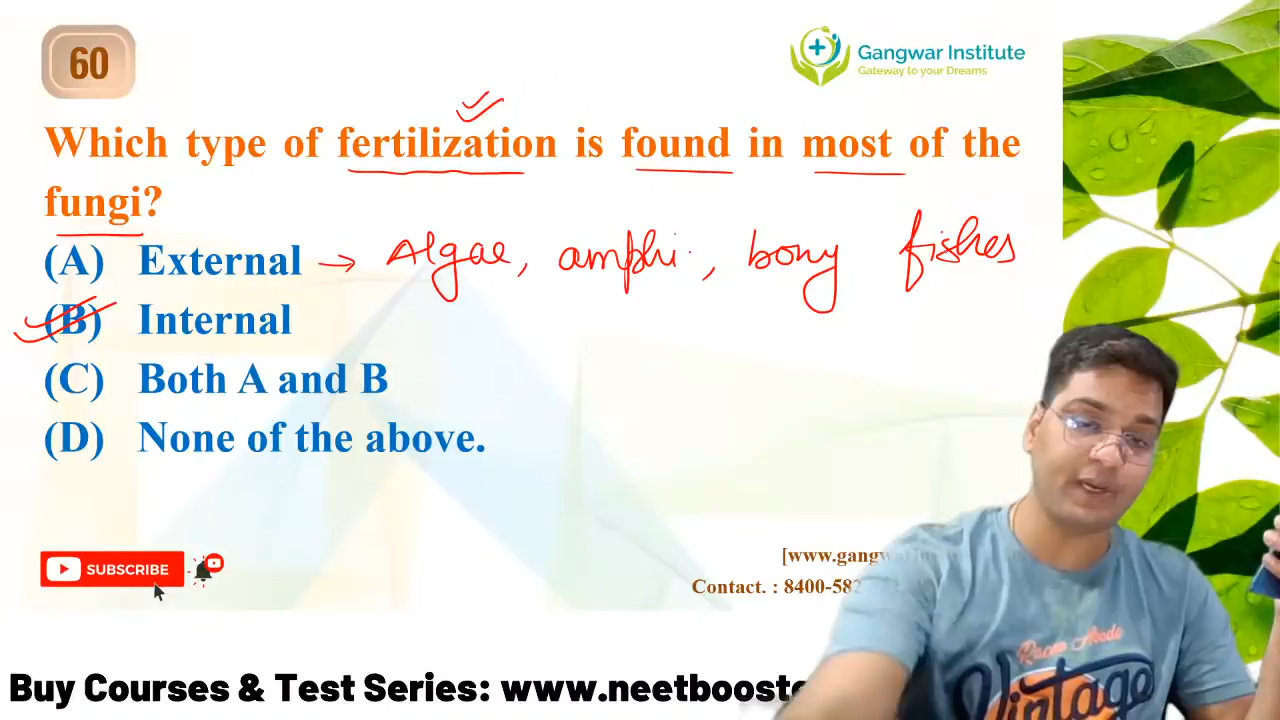 60
Gangwar Institute
Gateway to your Dreams
Which type of fertilization is found in most of the
fungi?
(A) External → Algae, amphi., bony fishes
(B) Internal
(C) Both A and B
(D) None of the above.
SUBSCRIBE
Contact. : 8400-582
Buy Courses & Test Series: www.neetbooste
Vintage